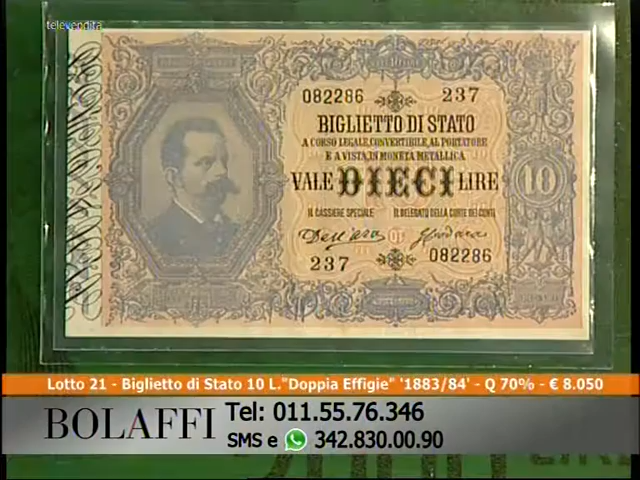 televendita
082286 237
BIGLIETTO DI STATO
A CORSO LEGALE, CONVERTIBILE, AL PORTATORE
E A VISTA, IN MONETA METALLICA
VALE DIECI LIRE
10
IL CASSIERE SPECIALE IL DELEGATO DELLA CORTE DEI CONTI
Dell'Ara
237 082286
Lotto 21 - Biglietto di Stato 10 L."Doppia Effigie" '1883/84' - Q 70% - € 8.050
BOLAFFI
Tel: 011.55.76.346
SMS e 342.830.00.90